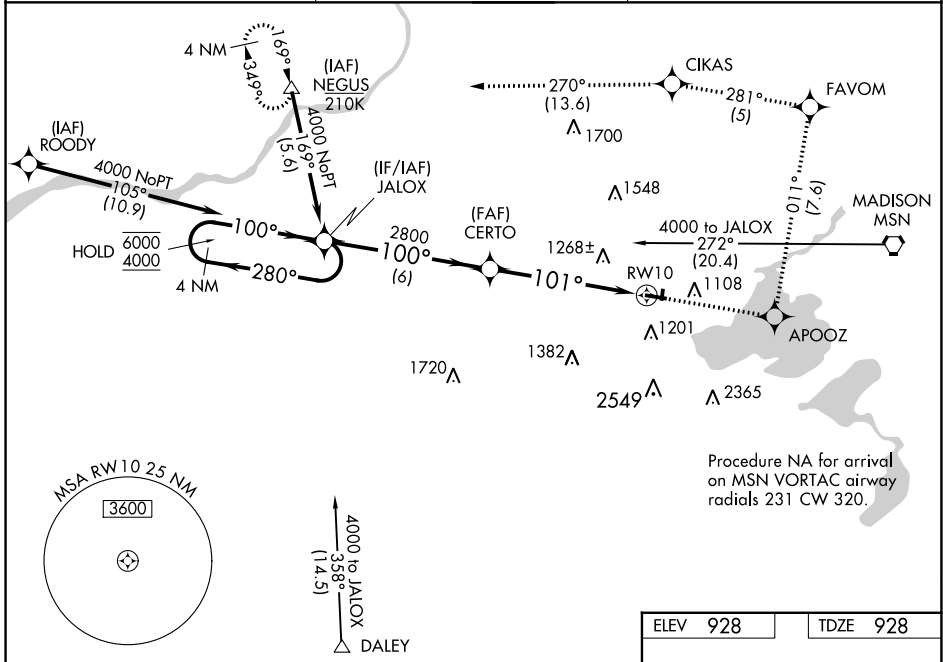 4 NM
169°
349°
(IAF)
NEGUS
210K
CIKAS
270°
(13.6)
281°
(5)
FAVOM
1700
(IAF)
ROODY
4000 NoPT
105°
(10.9)
4000 NoPT
169°
(5.6)
(IF/IAF)
JALOX
1548
011°
(7.6)
MADISON
MSN
HOLD
6000
4000
100°
280°
4 NM
2800
100°
(6)
(FAF)
CERTO
1268±
4000 to JALOX
272°
(20.4)
101°
RW10
1108
1201
APOOZ
1720
1382
2549
2365
Procedure NA for arrival
on MSN VORTAC airway
radials 231 CW 320.
MSA RW10 25 NM
3600
4000 to JALOX
358°
(14.5)
DALEY
ELEV 928
TDZE 928